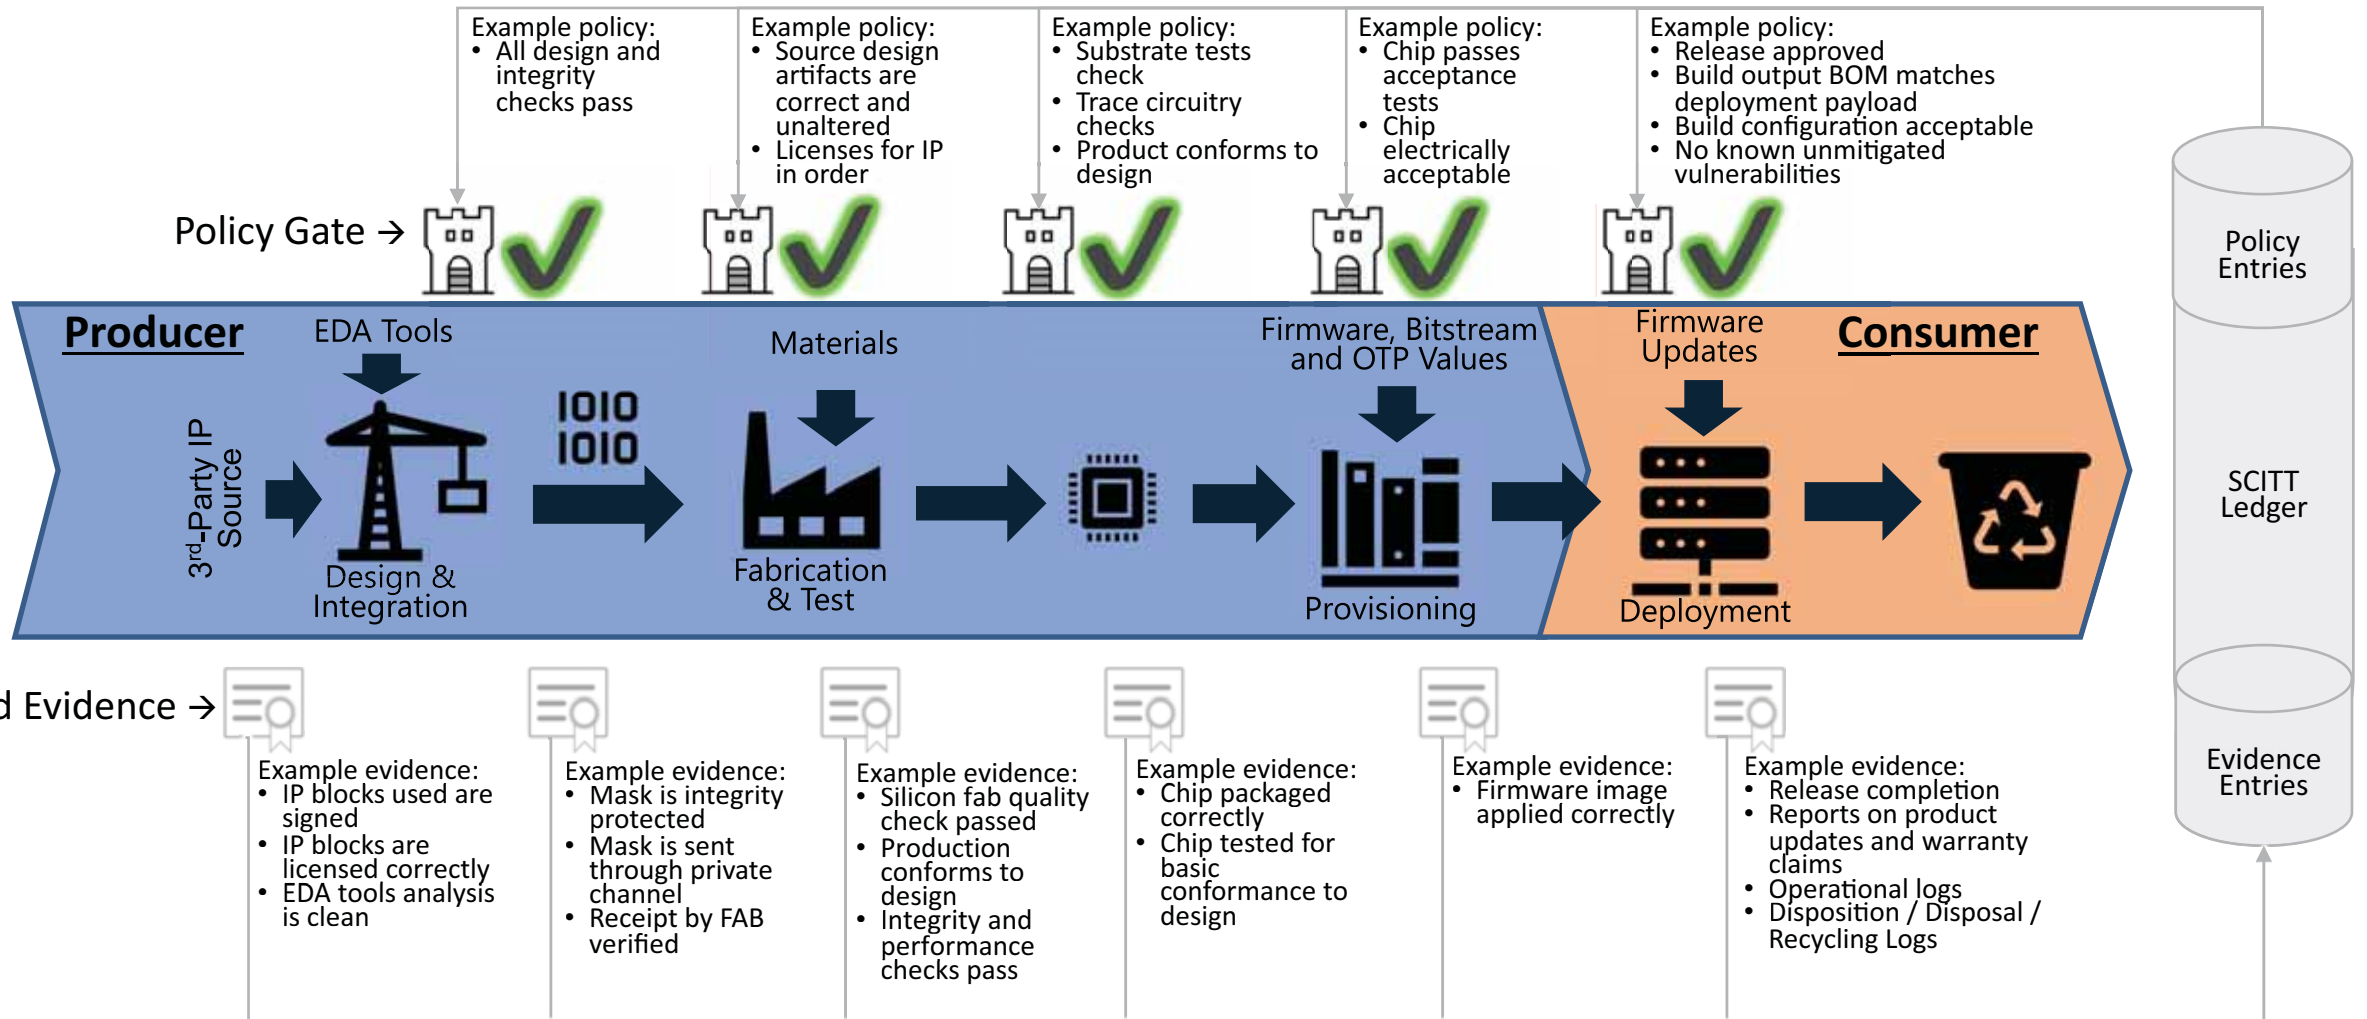 Example policy:
• All design and
integrity
checks pass
Example policy:
• Source design
artifacts are
correct and
unaltered
• Licenses for IP
in order
Example policy:
• Substrate tests
check
• Trace circuitry
checks
• Product conforms to
design
Example policy:
• Chip passes
acceptance
tests
• Chip
electrically
acceptable
Example policy:
• Release approved
• Build output BOM matches
deployment payload
• Build configuration acceptable
• No known unmitigated
vulnerabilities
Policy Gate →
Producer
EDA Tools
Materials
Firmware, Bitstream
and OTP Values
Firmware
Updates
Consumer
3rd-Party IP
Source
1010
1010
Design &
Integration
Fabrication
& Test
Provisioning
Deployment
Policy
Entries
SCITT
Ledger
Evidence
Entries
d Evidence →
Example evidence:
• IP blocks used are
signed
• IP blocks are
licensed correctly
• EDA tools analysis
is clean
Example evidence:
• Mask is integrity
protected
• Mask is sent
through private
channel
• Receipt by FAB
verified
Example evidence:
• Silicon fab quality
check passed
• Production
conforms to
design
• Integrity and
performance
checks pass
Example evidence:
• Chip packaged
correctly
• Chip tested for
basic
conformance to
design
Example evidence:
• Firmware image
applied correctly
Example evidence:
• Release completion
• Reports on product
updates and warranty
claims
• Operational logs
• Disposition / Disposal /
Recycling Logs